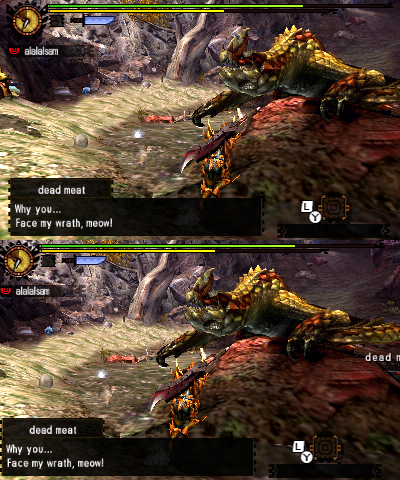 alalalsam
dead meat
Why you...
Face my wrath, meow!
L
Y
alalalsam
dead m
dead meat
Why you...
Face my wrath, meow!
L
Y